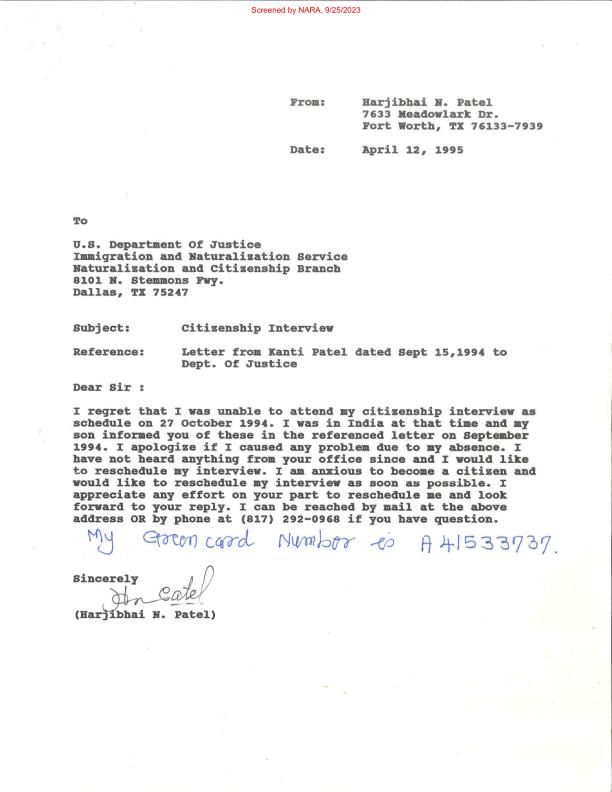 Screened by NARA, 9/25/2023
From: Harjibhai N. Patel
7633 Meadowlark Dr.
Fort Worth, TX 76133-7939
Date: April 12, 1995
To
U.S. Department Of Justice
Immigration and Naturalization Service
Naturalization and Citizenship Branch
8101 N. Stemmons Fwy.
Dallas, TX 75247
Subject: Citizenship Interview
Reference: Letter from Kanti Patel dated Sept 15,1994 to
Dept. Of Justice
Dear Sir :
I regret that I was unable to attend my citizenship interview as
schedule on 27 October 1994. I was in India at that time and my
son informed you of these in the referenced letter on September
1994. I apologize if I caused any problem due to my absence. I
have not heard anything from your office since and I would like
to reschedule my interview. I am anxious to become a citizen and
would like to reschedule my interview as soon as possible. I
appreciate any effort on your part to reschedule me and look
forward to your reply. I can be reached by mail at the above
address OR by phone at (817) 292-0968 if you have question.
My Green card Number is A41533737.
Sincerely
Hn Patel
(Harjibhai N. Patel)